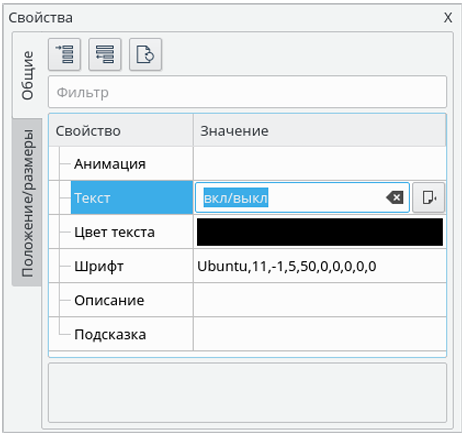 Свойства X
Общие
Положение/размеры
Фильтр
Свойство Значение
Анимация
Текст вкл/выкл
Цвет текста
Шрифт Ubuntu,11,-1,5,50,0,0,0,0,0
Описание
Подсказка